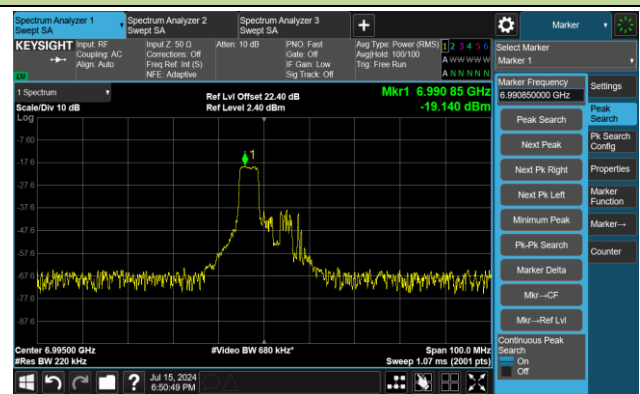 Spectrum Analyzer 1
Swept SA
Spectrum Analyzer 2
Swept SA
Spectrum Analyzer 3
Swept SA
Marker
KEYSIGHT
Input: RF
Coupling: AC
Align: Auto
Input Z: 50 Ω
Corrections: Off
Freq Ref: Int (S)
NFE: Adaptive
Atten: 10 dB
PNO: Fast
Gate: Off
IF Gain: Low
Sig Track: Off
Avg Type: Power (RMS)
Avg|Hold: 100/100
Trig: Free Run
1 2 3 4 5 6
A W W W W W
A N N N N N
LXI
Select Marker
Marker 1
1 Spectrum
Scale/Div 10 dB
Ref Lvl Offset 22.40 dB
Ref Level 2.40 dBm
Mkr1 6.990 85 GHz
-19.140 dBm
Log
-7.60
-17.6
-27.6
-37.6
-47.6
-57.6
-67.6
-77.6
-87.6
1
Center 6.99500 GHz
#Res BW 220 kHz
#Video BW 680 kHz*
Span 100.0 MHz
Sweep 1.07 ms (2001 pts)
Marker Frequency
6.990850000 GHz
Peak Search
Next Peak
Next Pk Right
Next Pk Left
Minimum Peak
Pk-Pk Search
Marker Delta
Mkr→CF
Mkr→Ref Lvl
Continuous Peak
Search
On
Off
Settings
Peak
Search
Pk Search
Config
Properties
Marker
Function
Marker→
Counter
Jul 15, 2024
6:50:49 PM